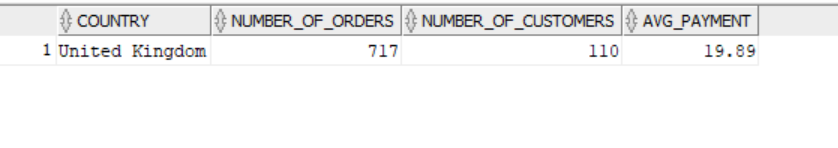 COUNTRY NUMBER_OF_ORDERS NUMBER_OF_CUSTOMERS AVG_PAYMENT
1 United Kingdom 717 110 19.89